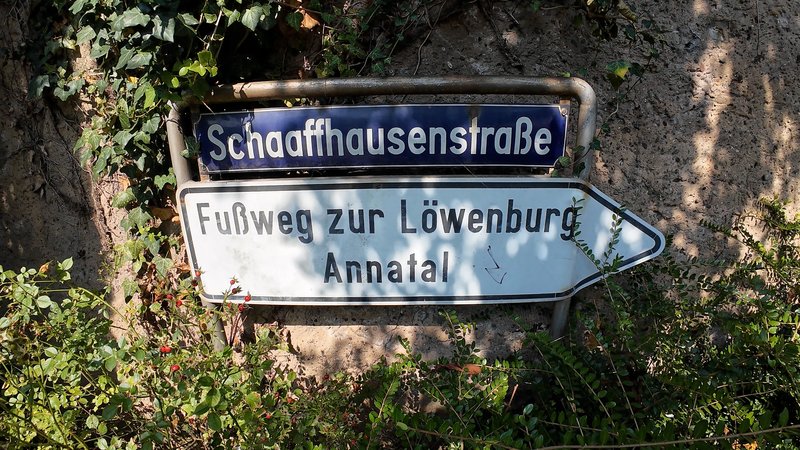 Schaaffhausenstraße
Fußweg zur Löwenburg
Annatal